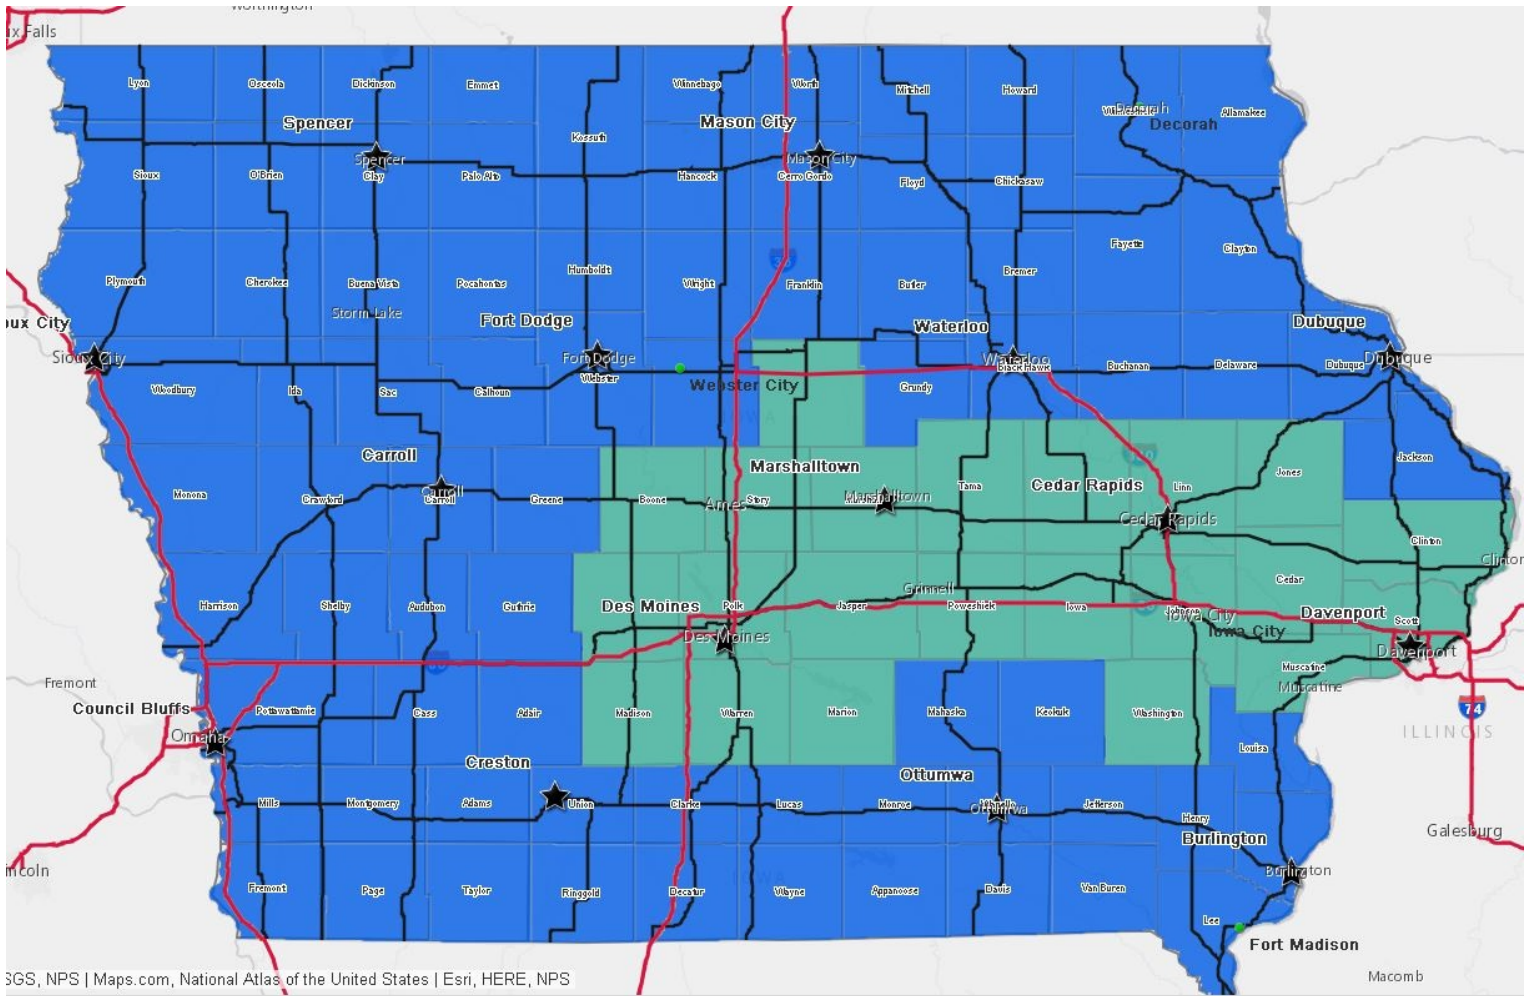 Worthington
ux Falls
Lyon
Osceola
Dickinson
Emmet
Winnebago
Worth
Mitchell
Howard
Decorah
Allamakee
Spencer
Kossuth
Mason City
Decorah
Spencer
Mason City
Sioux
O'Brien
Clay
Palo Alto
Hancock
Cerro Gordo
Floyd
Chickasaw
Fayette
Clayton
Plymouth
Cherokee
Buena Vista
Pocahontas
Humboldt
Wright
Franklin
Butler
Bremer
Storm Lake
oux City
Fort Dodge
Waterloo
Dubuque
Sioux City
Fort Dodge
Waterloo
Dubuque
Black Hawk
Buchanan
Delaware
Dubuque
Webster
Webster City
Woodbury
Ida
Sac
Calhoun
Grundy
IOWA
Carroll
Marshalltown
Cedar Rapids
Jones
Jackson
Monona
Crawford
Carroll
Carroll
Greene
Boone
Ames
Story
Marshalltown
Tama
Linn
Cedar Rapids
Clinton
Clinton
Harrison
Shelby
Audubon
Guthrie
Des Moines
Polk
Jasper
Grinnell
Poweshiek
Iowa
Cedar
Johnson
Iowa City
Davenport
Scott
Iowa City
Des Moines
Davenport
Fremont
Muscatine
Muscatine
Council Bluffs
Pottawattamie
Cass
Adair
Madison
Warren
Marion
Mahaska
Keokuk
Washington
74
ILLINOIS
Omaha
Louisa
Creston
Ottumwa
Mills
Montgomery
Adams
Union
Clarke
Lucas
Monroe
Ottumwa
Jefferson
Henry
Burlington
Galesburg
ncoln
Burlington
Fremont
Page
Taylor
Ringgold
Decatur
IOWA
Wayne
Appanoose
Davis
Van Buren
Lee
Fort Madison
SGS, NPS | Maps.com, National Atlas of the United States | Esri, HERE, NPS
Macomb